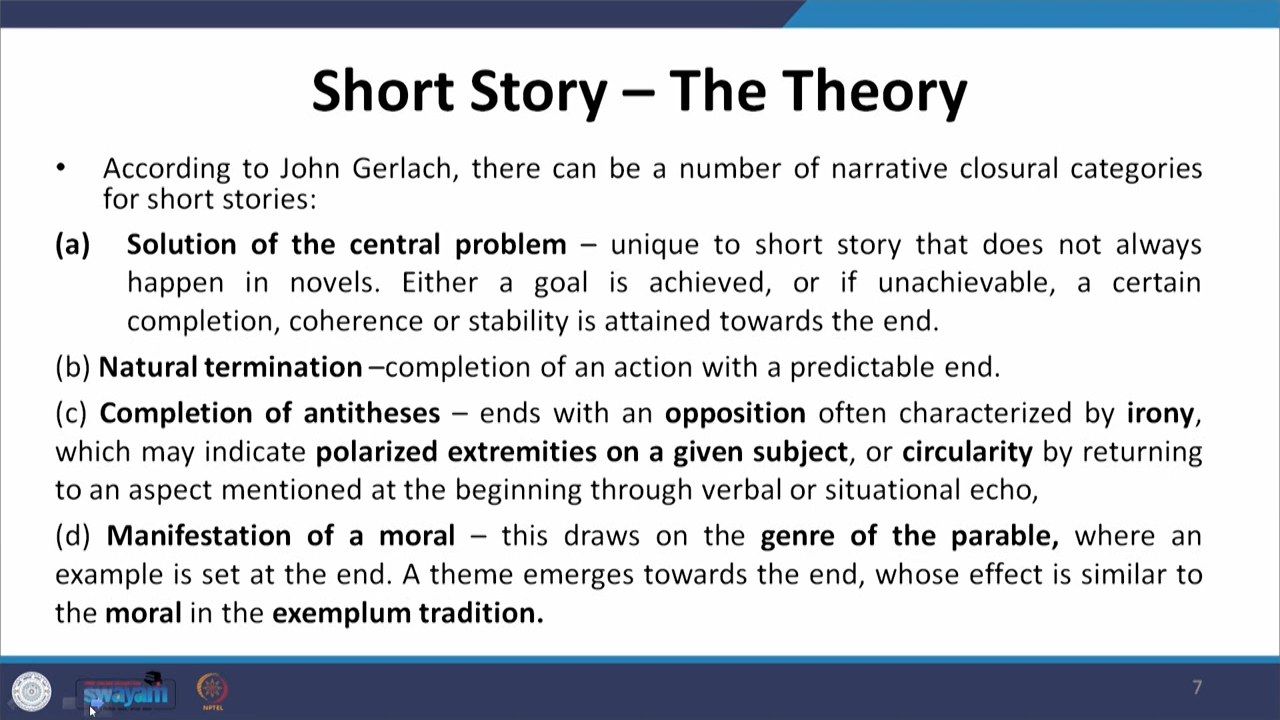 Short Story – The Theory
• According to John Gerlach, there can be a number of narrative closural categories
for short stories:
(a) Solution of the central problem – unique to short story that does not always
happen in novels. Either a goal is achieved, or if unachievable, a certain
completion, coherence or stability is attained towards the end.
(b) Natural termination –completion of an action with a predictable end.
(c) Completion of antitheses – ends with an opposition often characterized by irony,
which may indicate polarized extremities on a given subject, or circularity by returning
to an aspect mentioned at the beginning through verbal or situational echo,
(d) Manifestation of a moral – this draws on the genre of the parable, where an
example is set at the end. A theme emerges towards the end, whose effect is similar to
the moral in the exemplum tradition.
swayam
NPTEL
7